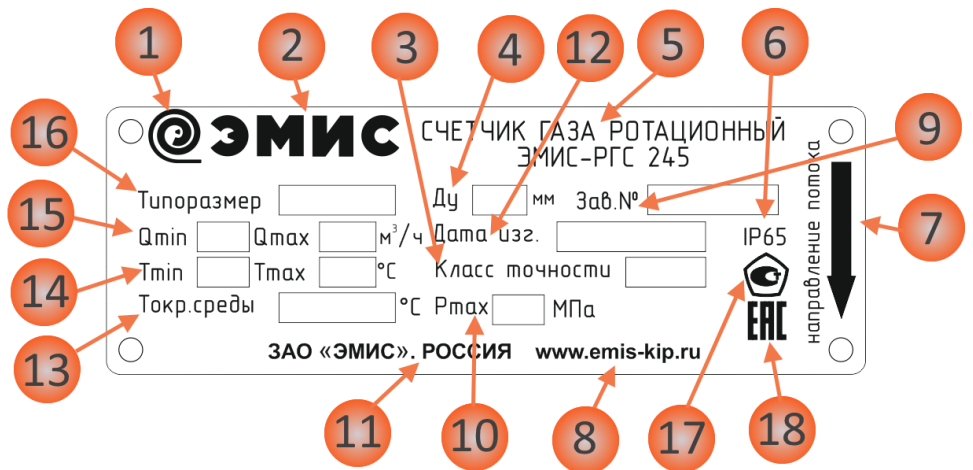 1 2 3 4 12 5 6
16 ЭМИС СЧЕТЧИК ГАЗА РОТАЦИОННЫЙ 9
ЭМИС-РГС 245
Типоразмер Ду мм Зав.№
15 Qmin Qmax м³/ч Дата изг. IP65 направление потока 7
14 Tmin Tmax °C Класс точности
13 Токр.среды °C Pmax МПа EAC
ЗАО «ЭМИС». РОССИЯ www.emis-kip.ru
11 10 8 17 18